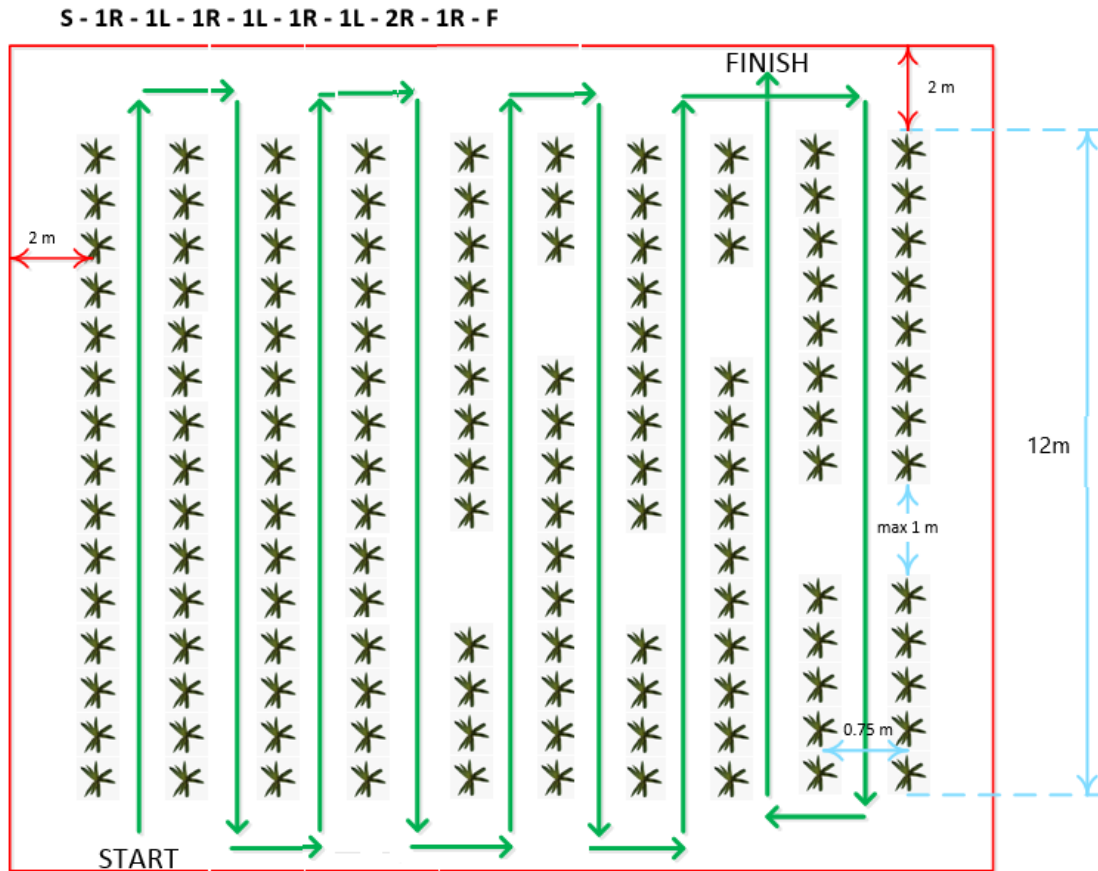 S - 1R - 1L - 1R - 1L - 1R - 1L - 2R - 1R - F
FINISH
2 m
2 m
12m
max 1 m
0.75 m
START